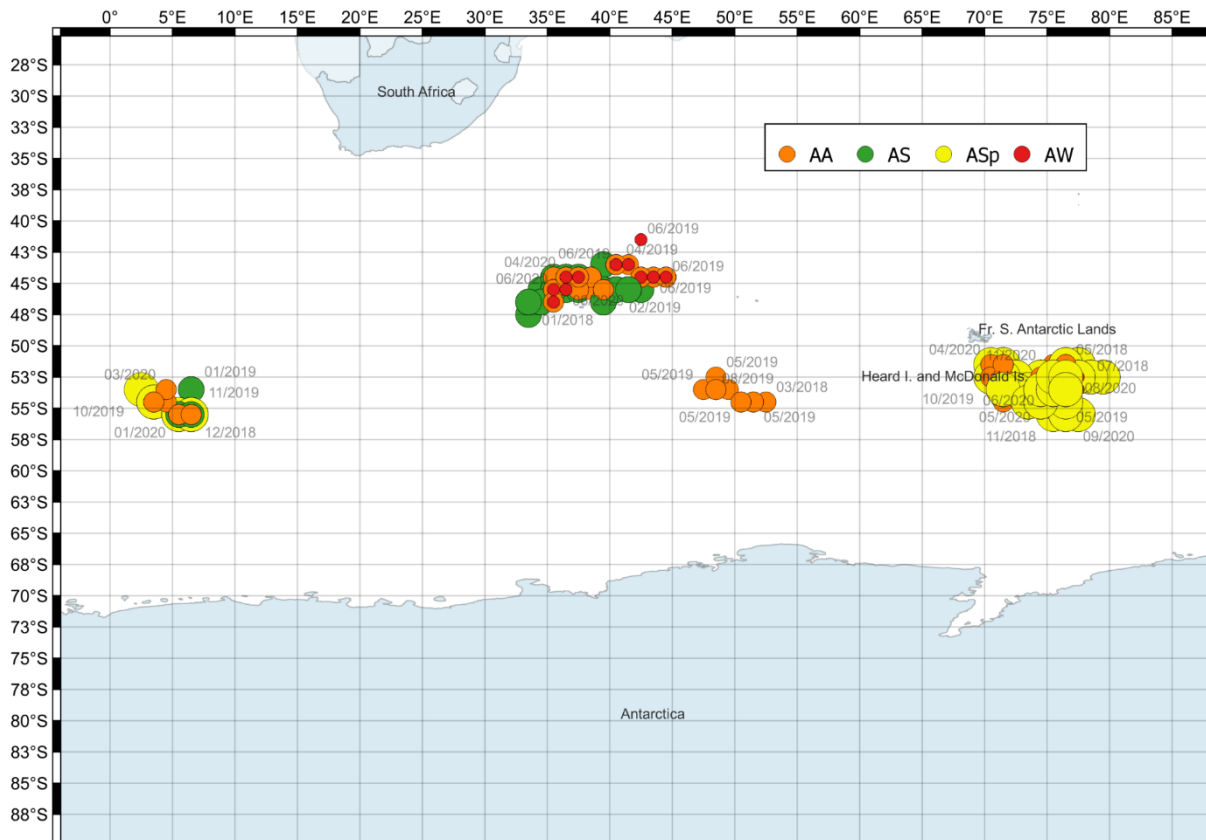 0° 5°E 10°E 15°E 20°E 25°E 30°E 35°E 40°E 45°E 50°E 55°E 60°E 65°E 70°E 75°E 80°E 85°E
28°S
South Africa
30°S
33°S
AA AS ASp AW
35°S
38°S
40°S
06/2019
43°S
06/2019 04/2019
04/2020 06/2019
45°S
06/2020 06/2019
02/2019
48°S
01/2018
Fr. S. Antarctic Lands
50°S
04/2020 11/2020 05/2018
05/2019 07/2018
53°S
03/2020 01/2019 05/2019 08/2019 Heard I. and McDonald Is.
11/2019 03/2018 08/2020
10/2019 10/2019 06/2020
55°S
05/2019 05/2019 05/2020 05/2019
58°S
01/2020 12/2018 11/2018 09/2020
60°S
63°S
65°S
68°S
70°S
73°S
75°S
78°S
Antarctica
80°S
83°S
85°S
88°S